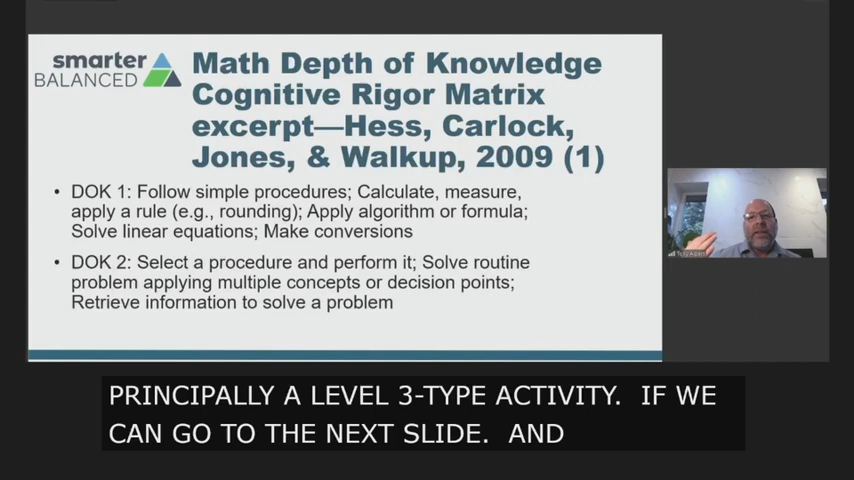 smarter
BALANCED
Math Depth of Knowledge
Cognitive Rigor Matrix
excerpt—Hess, Carlock,
Jones, & Walkup, 2009 (1)
• DOK 1: Follow simple procedures; Calculate, measure,
apply a rule (e.g., rounding); Apply algorithm or formula;
Solve linear equations; Make conversions
• DOK 2: Select a procedure and perform it; Solve routine
problem applying multiple concepts or decision points;
Retrieve information to solve a problem
PRINCIPALLY A LEVEL 3-TYPE ACTIVITY. IF WE
CAN GO TO THE NEXT SLIDE. AND